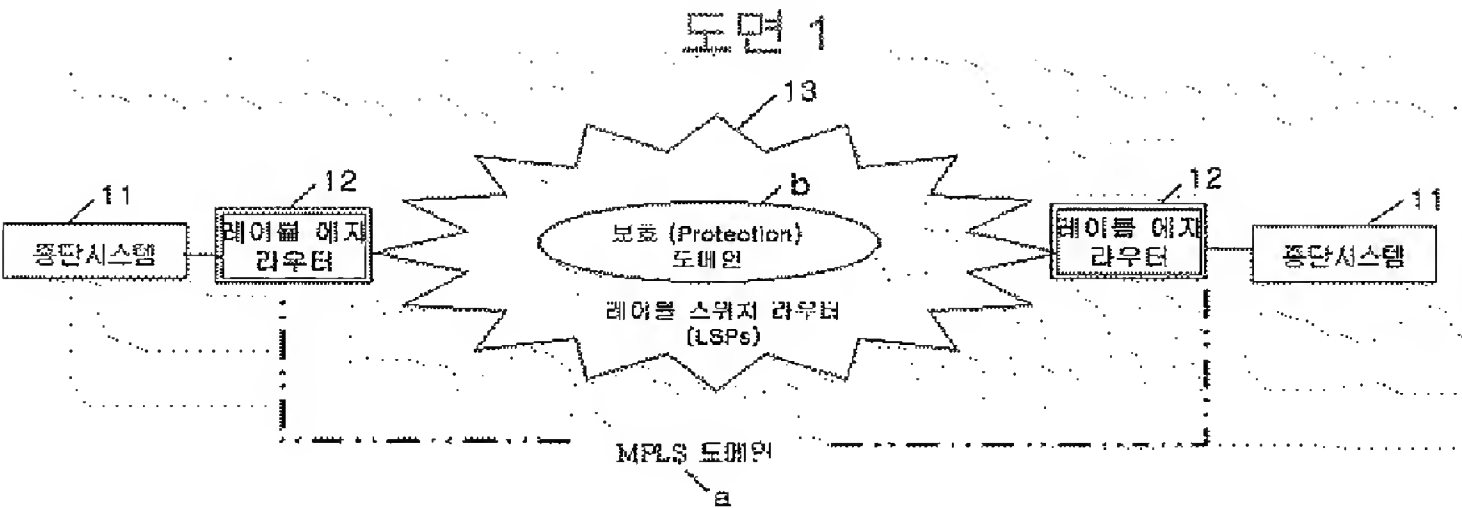 도면 1
13
11
종단시스템
12
레이블 에지
라우터
b
보호 (Protection)
도메인
레이블 스위치 라우터
(LSPs)
12
레이블 에지
라우터
11
종단시스템
MPLS 도메인
a